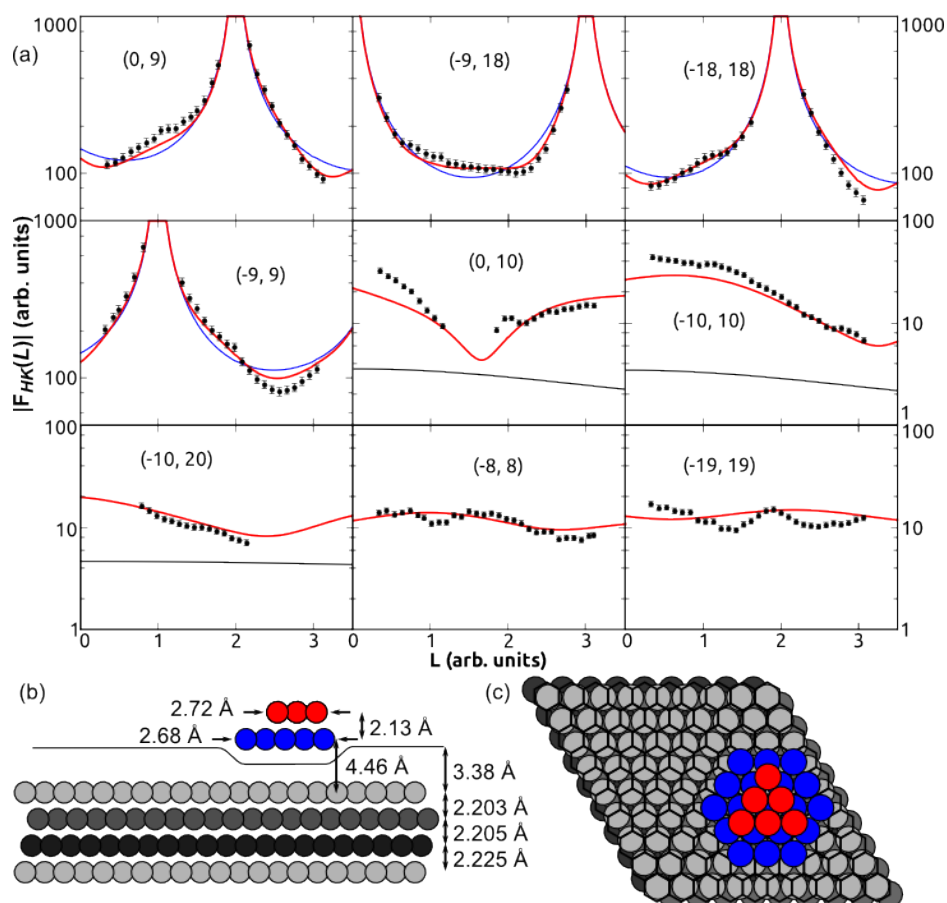 (a)
1000
1000
(0, 9)
(-9, 18)
(-18, 18)
100
100
1000
100
(-9, 9)
(0, 10)
(-10, 10)
10
100
1
100
100
(-10, 20)
(-8, 8)
(-19, 19)
10
10
1
1
|F_HK(L)| (arb. units)
0 1 2 3 0 1 2 3 0 1 2 3
L (arb. units)
(b)
(c)
2.72 Å
2.13 Å
2.68 Å
4.46 Å
3.38 Å
2.203 Å
2.205 Å
2.225 Å